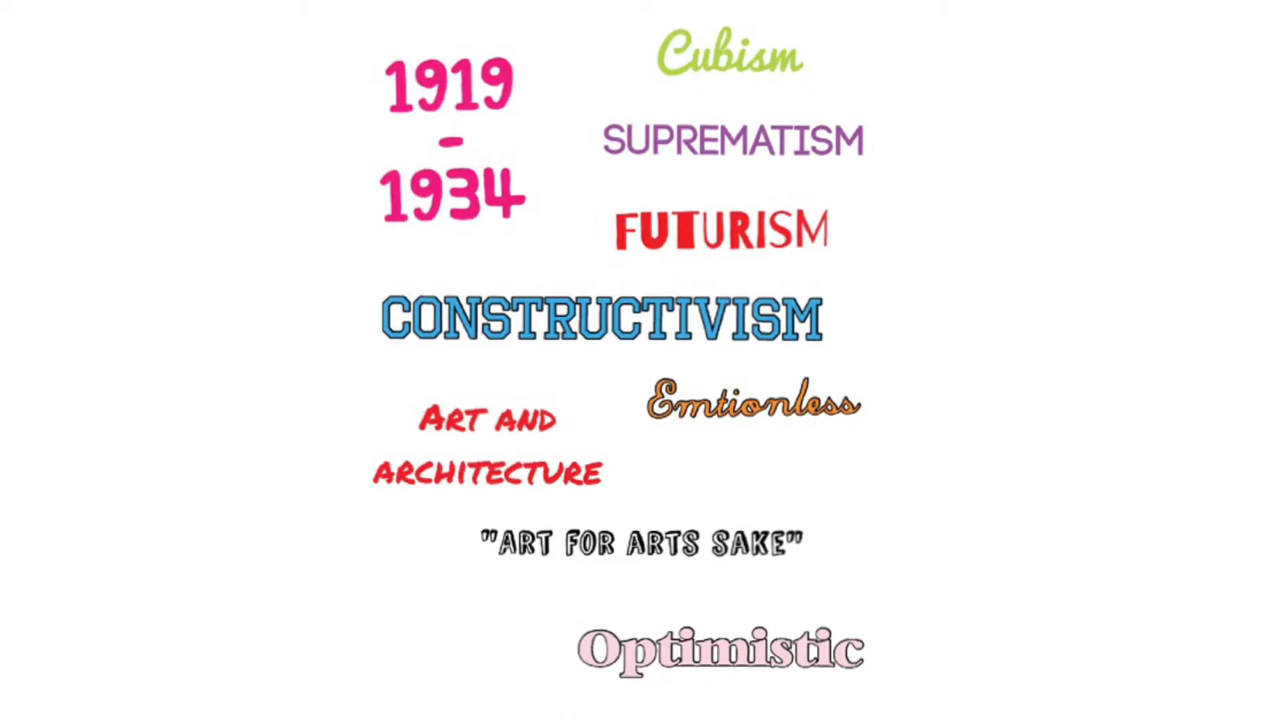 Cubism
1919
-
1934
SUPREMATISM
FUTURISM
CONSTRUCTIVISM
Emtionless
ART AND
ARCHITECTURE
"ART FOR ARTS SAKE"
Optimistic